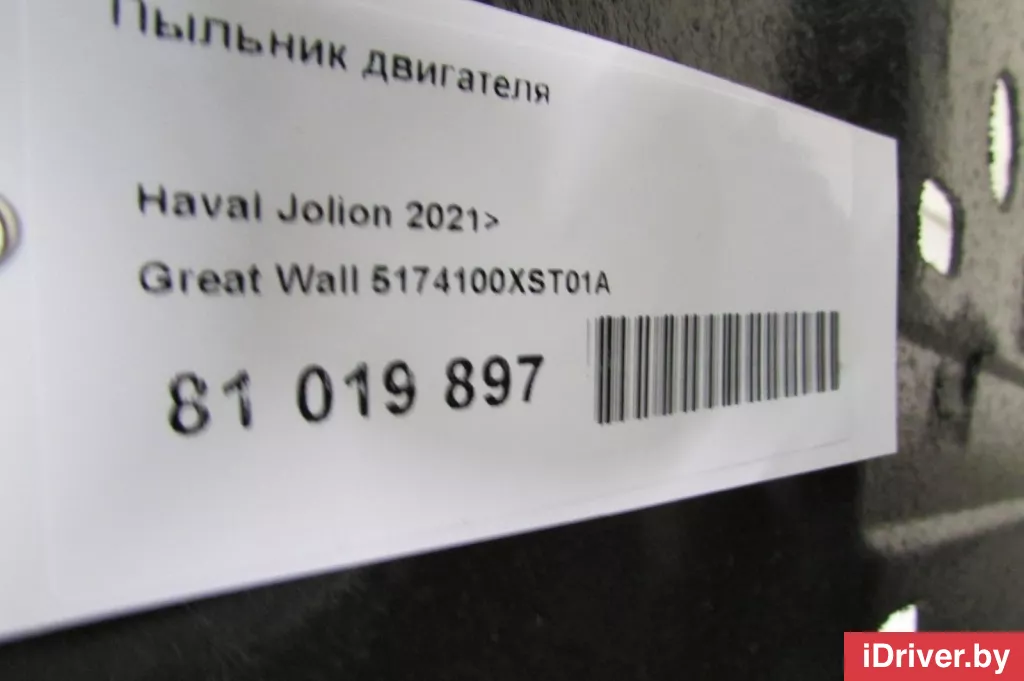 Пыльник двигателя
Haval Jolion 2021>
Great Wall 5174100XST01A
81 019 897
iDriver.by